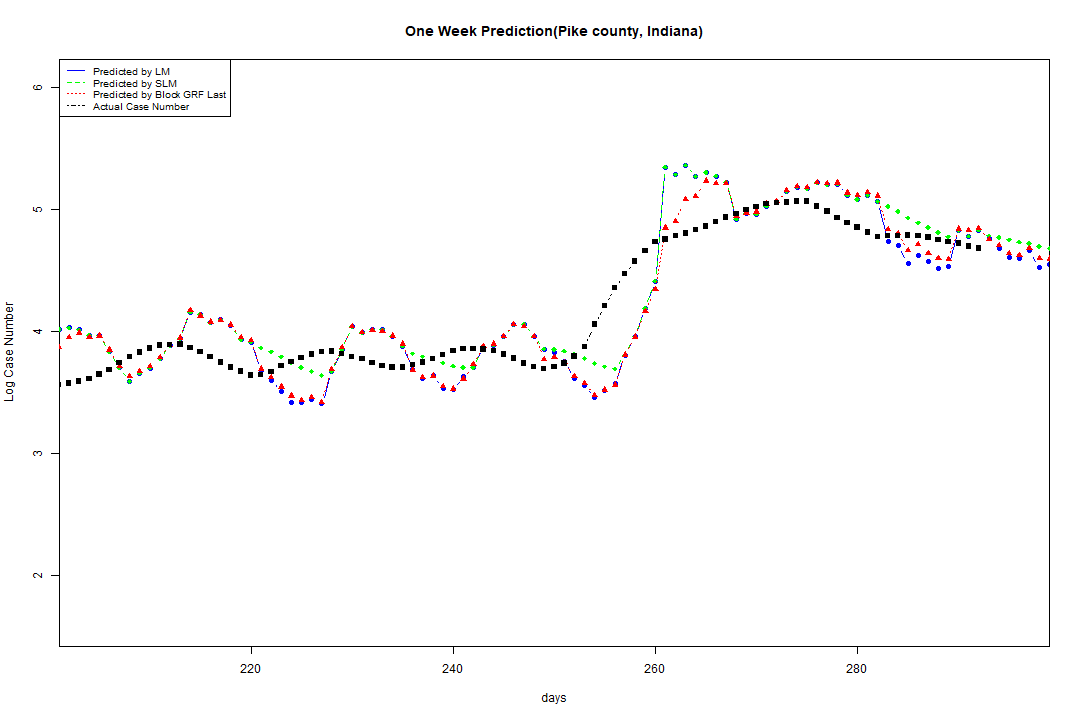 One Week Prediction(Pike county, Indiana)
Predicted by LM
Predicted by SLM
Predicted by Block GRF Last
Actual Case Number
6
5
4
3
2
Log Case Number
220 240 260 280
days